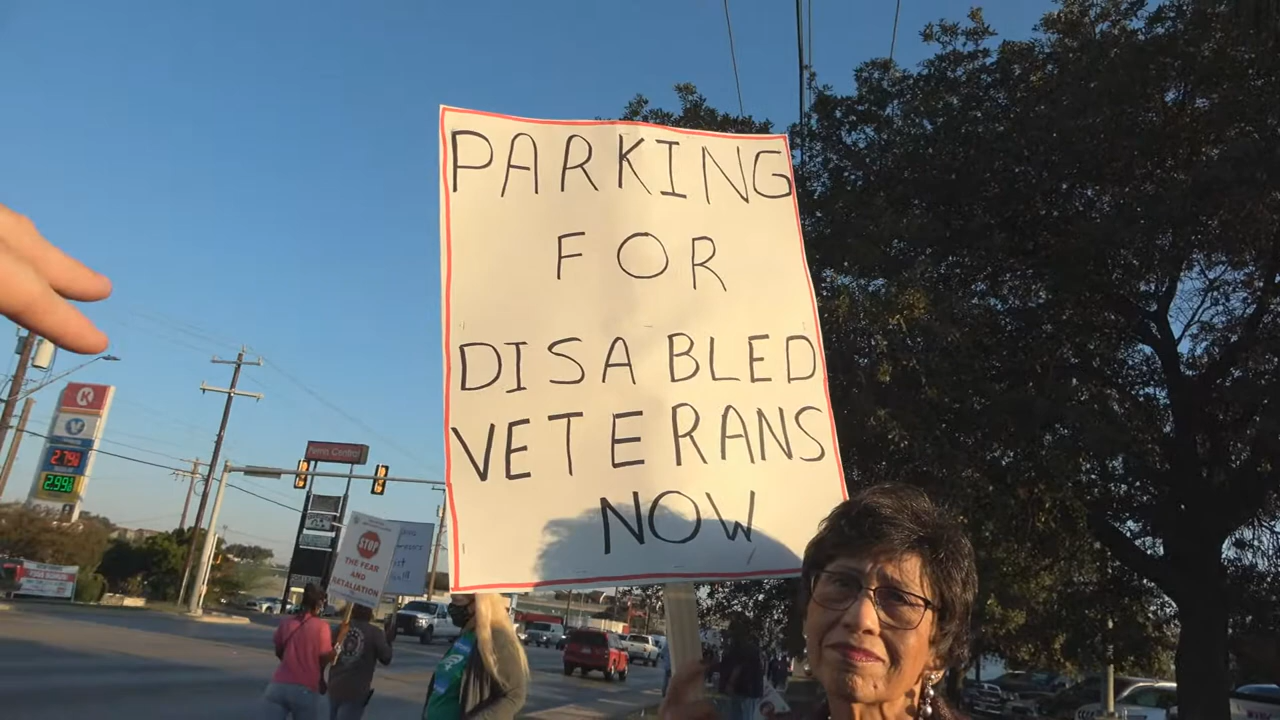 PARKING
FOR
DISABLED
VETERANS
NOW
STOP
THE FEAR
AND
RETALIATION
K
2.79
2.99